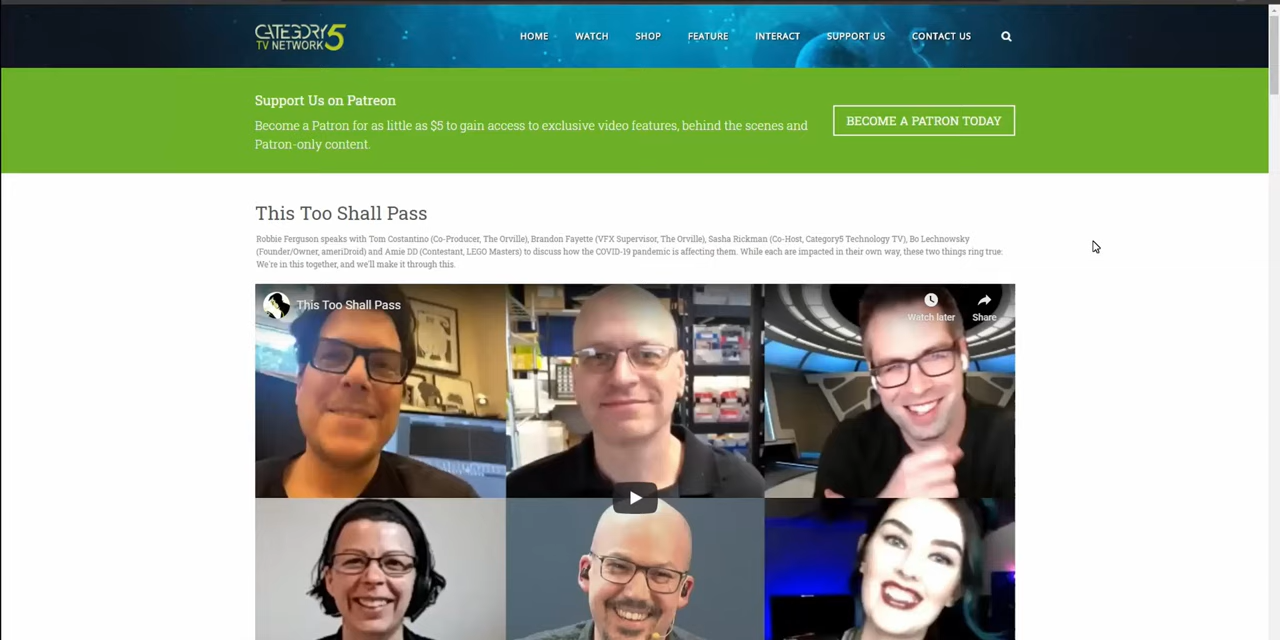 CATEGORY5
TV NETWORK
HOME WATCH SHOP FEATURE INTERACT SUPPORT US CONTACT US
Support Us on Patreon
Become a Patron for as little as $5 to gain access to exclusive video features, behind the scenes and
Patron-only content.
BECOME A PATRON TODAY
This Too Shall Pass
Robbie Ferguson speaks with Tom Costantino (Co-Producer, The Orville), Brandon Fayette (VFX Supervisor, The Orville), Sasha Rickman (Co-Host, Category5 Technology TV), Bo Lechnowsky
(Founder/Owner, ameriDroid) and Amie DD (Contestant, LEGO Masters) to discuss how the COVID-19 pandemic is affecting them. While each are impacted in their own way, these two things ring true:
We're in this together, and we'll make it through this.
This Too Shall Pass
Watch later Share